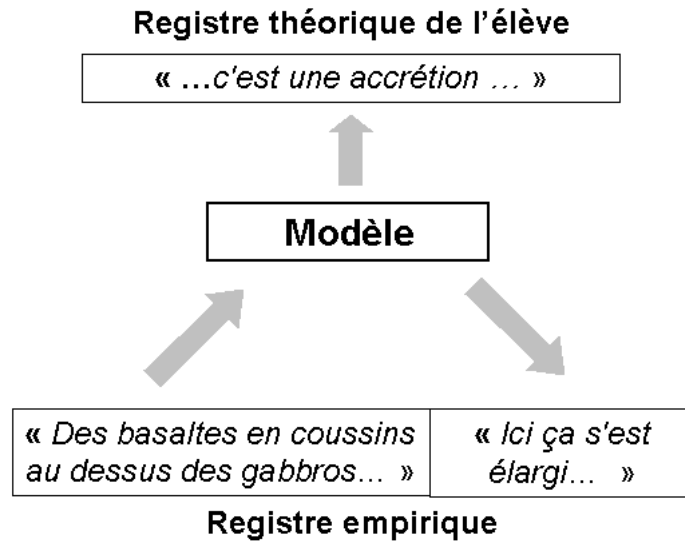 Registre théorique de l'élève
« ...c'est une accrétion ... »
Modèle
« Des basaltes en coussins
au dessus des gabbros... »
« Ici ça s'est
élargi... »
Registre empirique